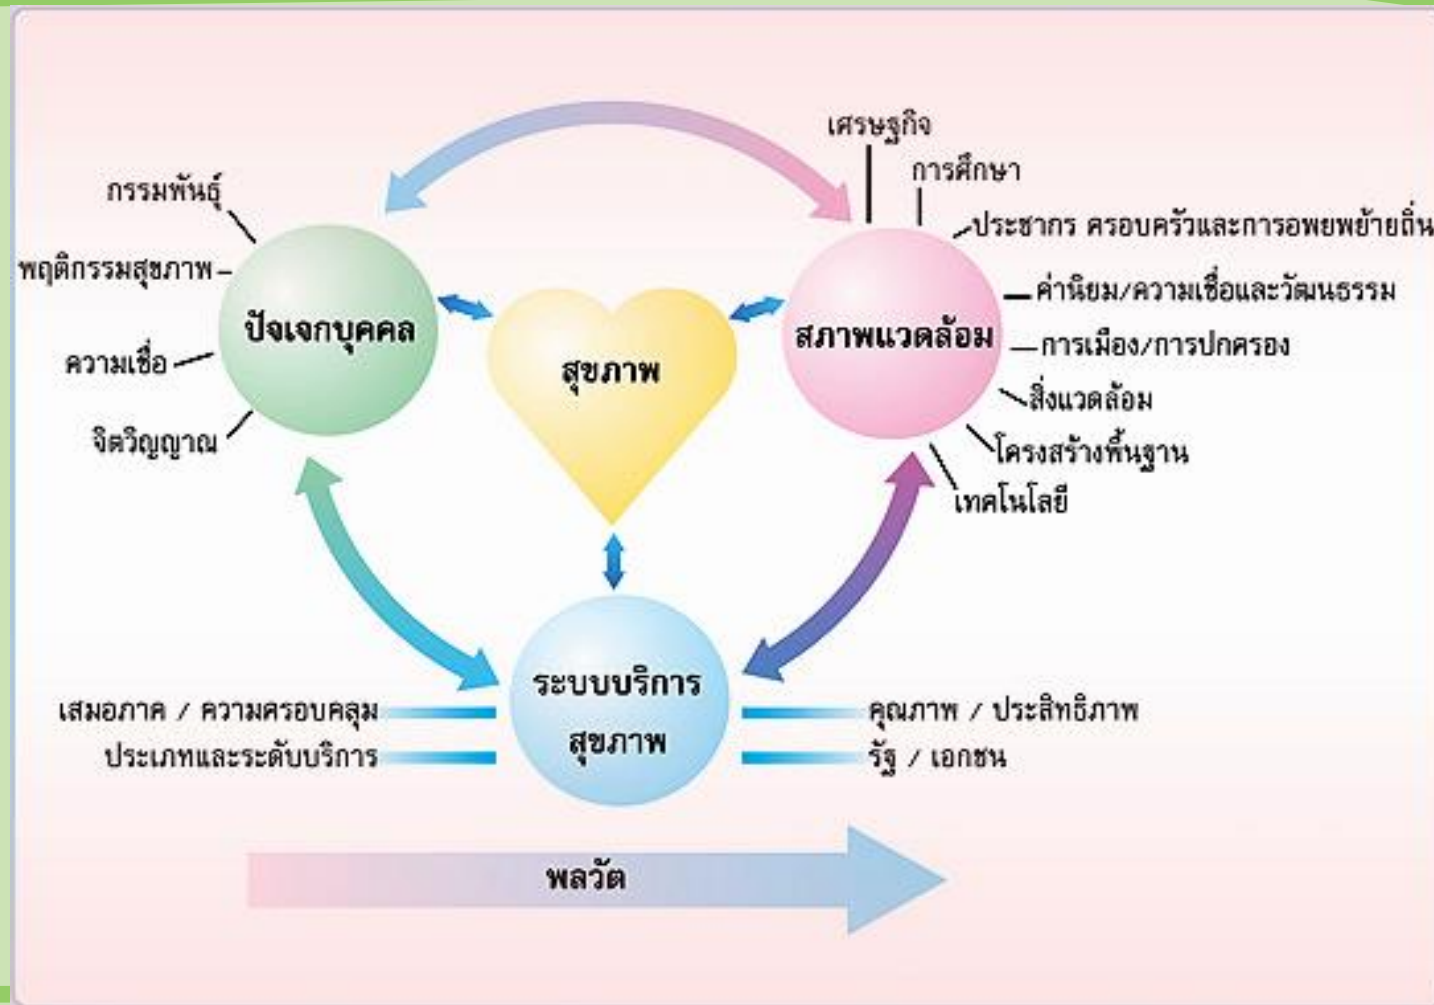 เศรษฐกิจ
การศึกษา
กรรมพันธุ์
ประชากร ครอบครัวและการอพยพย้ายถิ่น
พฤติกรรมสุขภาพ
ค่านิยม/ความเชื่อและวัฒนธรรม
ปัจเจกบุคคล
สภาพแวดล้อม
การเมือง/การปกครอง
ความเชื่อ
สุขภาพ
สิ่งแวดล้อม
จิตวิญญาณ
โครงสร้างพื้นฐาน
เทคโนโลยี
ระบบบริการ
สุขภาพ
เสมอภาค / ความครอบคลุม
คุณภาพ / ประสิทธิภาพ
ประเภทและระดับบริการ
รัฐ / เอกชน
พลวัต